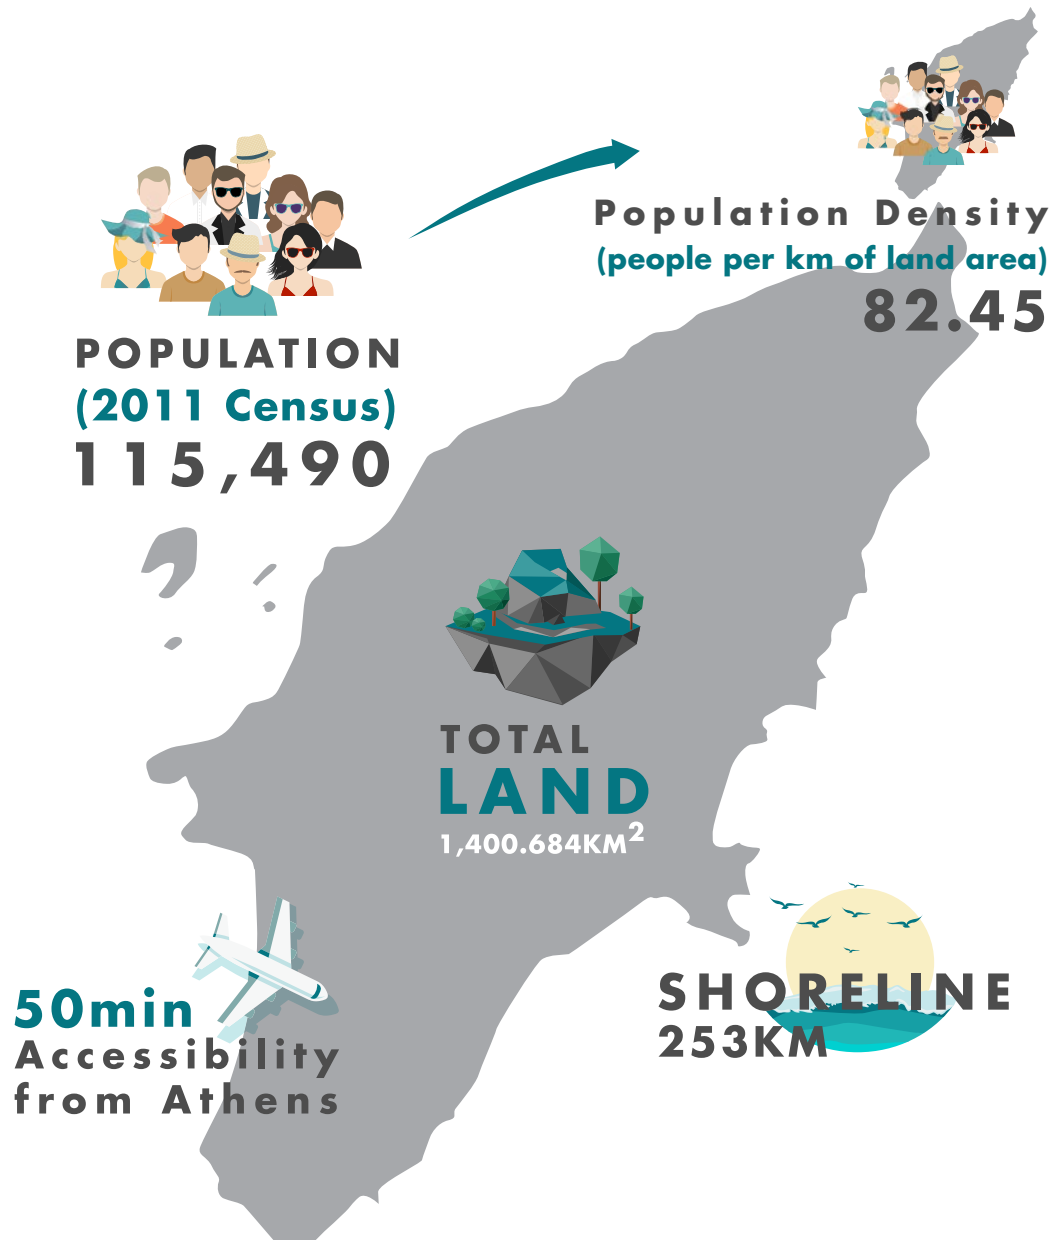 Population Density
(people per km of land area)
82.45
POPULATION
(2011 Census)
115,490
TOTAL
LAND
1,400.684KM²
SHORELINE
253KM
50min
Accessibility
from Athens